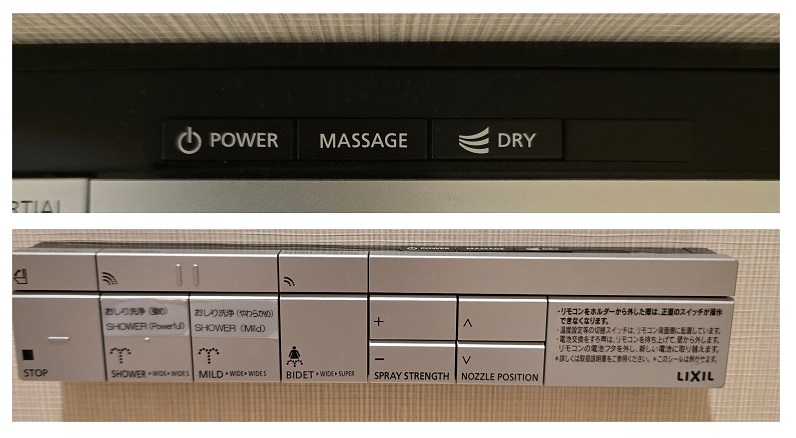 POWER
MASSAGE
DRY
RTIAL
POWER
MASSAGE
DRY
おしり洗浄(強め)
SHOWER (Powerful)
おしり洗浄(やわらかめ)
SHOWER (Mild)
+
∧
−
∨
STOP
SHOWER ▸WIDE▸WIDE S
MILD ▸WIDE▸WIDE S
BIDET ▸WIDE▸SUPER
SPRAY STRENGTH
NOZZLE POSITION
・リモコンをホルダーから外した際は、正面のスイッチが操作
できなくなります。
・温度設定等の切替スイッチは、リモコン背面側に配置しています。
・電池交換をする際は、リモコンを持ち上げて、壁から外します。
リモコンの電池フタを外し、新しい電池に取り替えます。
※詳しくは取扱説明書をご参照ください。※このシールは剥がせます。
LIXIL